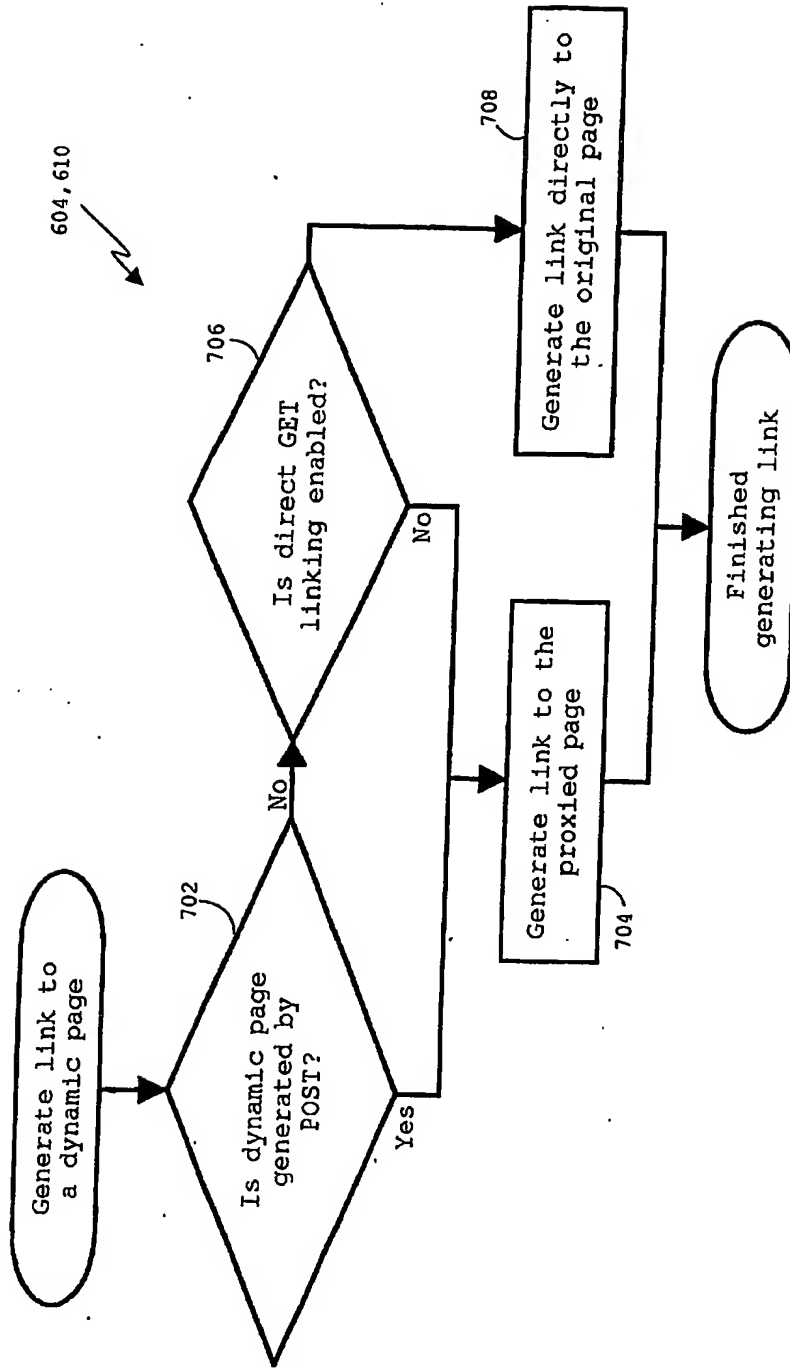 604, 610
Generate link to
a dynamic page
702
Is dynamic page
generated by
POST?
No
Yes
706
Is direct GET
linking enabled?
No
Generate link to the
proxied page
704
708
Generate link directly to
the original page
Finished
generating link